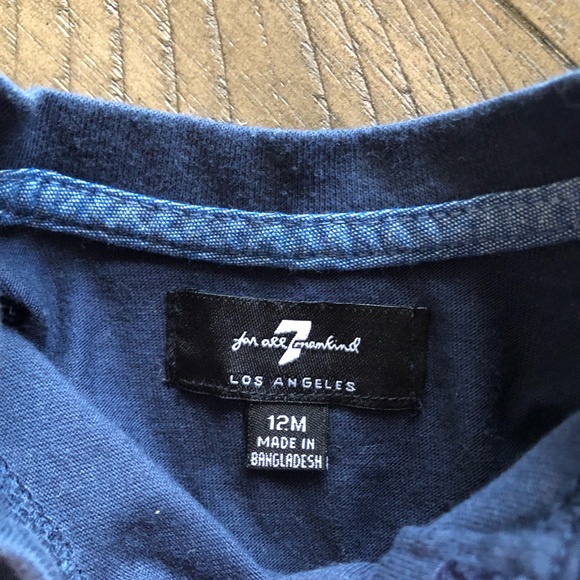 for all 7 mankind
LOS ANGELES
12M
MADE IN
BANGLADESH